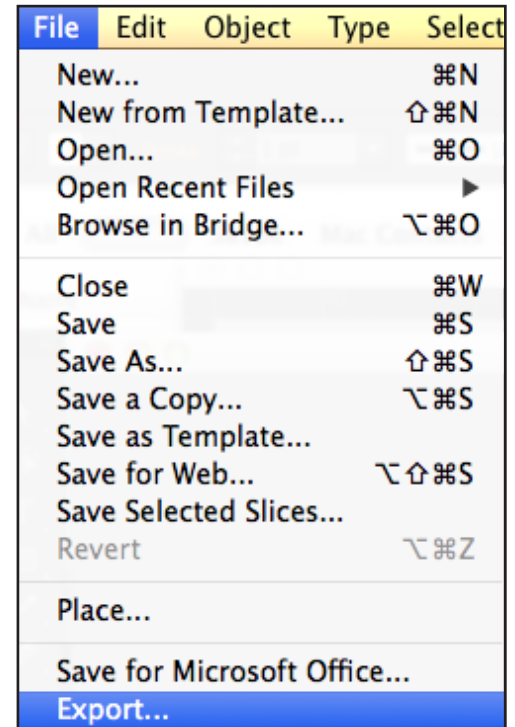 File Edit Object Type Select
New... ⌘N
New from Template... ⇧⌘N
Open... ⌘O
Open Recent Files ▶
Browse in Bridge... ⌥⌘O
Close ⌘W
Save ⌘S
Save As... ⇧⌘S
Save a Copy... ⌥⌘S
Save as Template...
Save for Web... ⌥⇧⌘S
Save Selected Slices...
Revert ⌥⌘Z
Place...
Save for Microsoft Office...
Export...